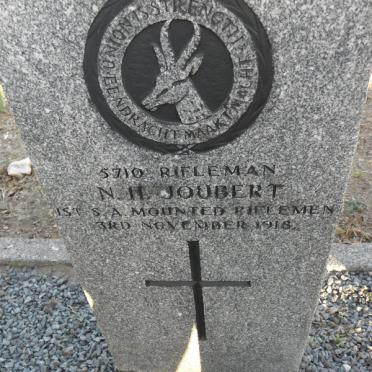 UNION IS STRENGTH
EENDRACHT MAAKT MACHT
5710 RIFLEMAN
N. H. JOUBERT
1ST S.A. MOUNTED RIFLEMEN
3RD NOVEMBER 1918.